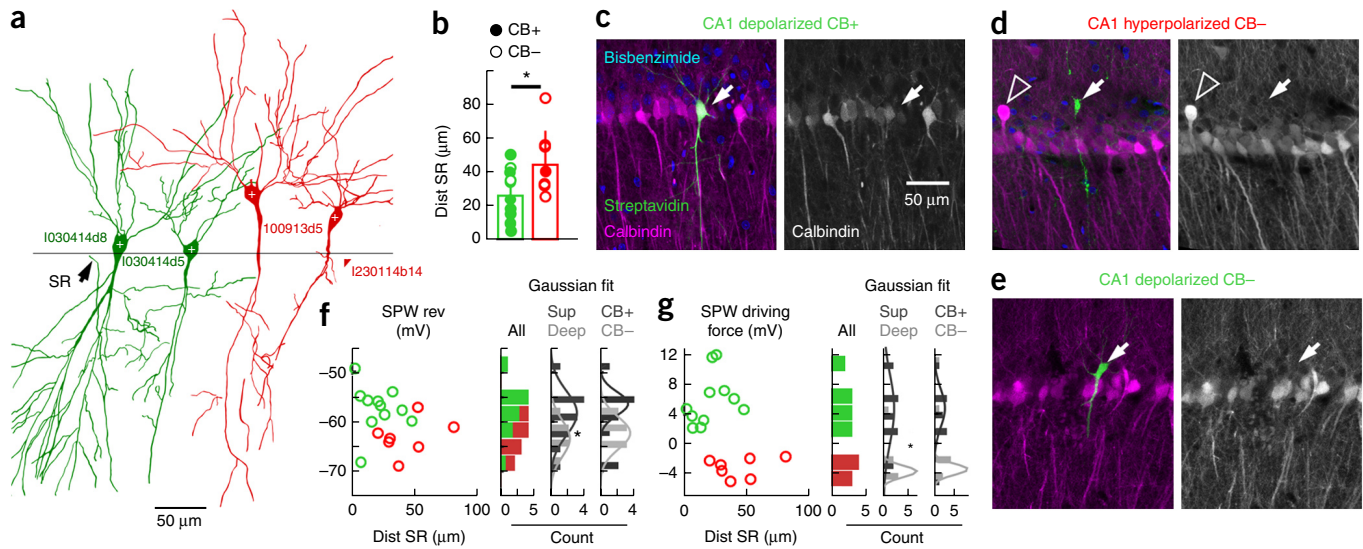 a
I030414d8
I030414d5
100913d5
I230114b14
SR
50 μm
b
CB+
CB–
*
Dist SR (μm)
80
60
40
20
0
c
CA1 depolarized CB+
Bisbenzimide
Streptavidin
Calbindin
50 μm
Calbindin
d
CA1 hyperpolarized CB–
e
CA1 depolarized CB–
f
SPW rev
(mV)
–50
–60
–70
0
50
100
Dist SR (μm)
Gaussian fit
All
Sup
Deep
CB+
CB–
*
0 5
0 4
0 4
Count
g
SPW driving
force (mV)
12
8
4
0
–4
0
50
100
Dist SR (μm)
Gaussian fit
All
Sup
Deep
CB+
CB–
*
0 5
0 5
0 5
Count